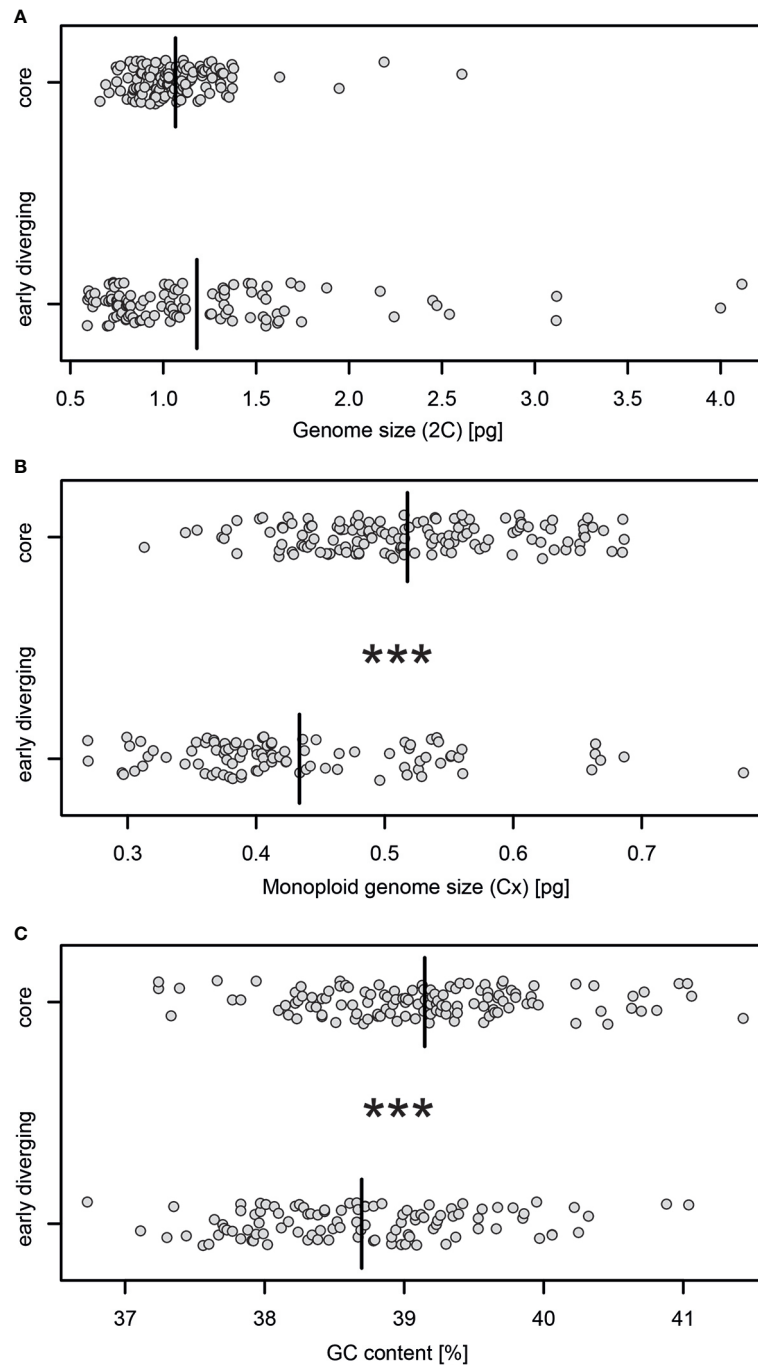 A
core
early diverging
0.5 1.0 1.5 2.0 2.5 3.0 3.5 4.0
Genome size (2C) [pg]
B
core
***
early diverging
0.3 0.4 0.5 0.6 0.7
Monoploid genome size (Cx) [pg]
C
core
***
early diverging
37 38 39 40 41
GC content [%]